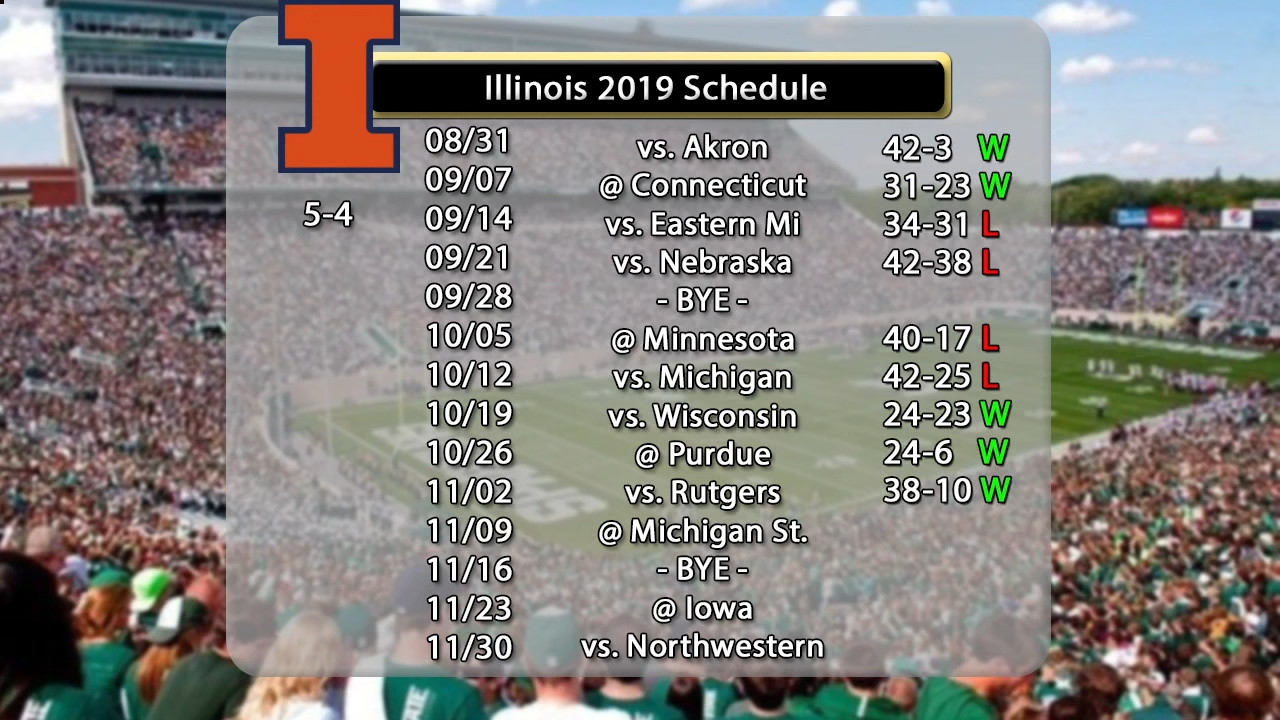 Illinois 2019 Schedule
08/31 vs. Akron 42-3 W
09/07 @ Connecticut 31-23 W
5-4
09/14 vs. Eastern Mi 34-31 L
09/21 vs. Nebraska 42-38 L
09/28 - BYE -
10/05 @ Minnesota 40-17 L
10/12 vs. Michigan 42-25 L
10/19 vs. Wisconsin 24-23 W
10/26 @ Purdue 24-6 W
11/02 vs. Rutgers 38-10 W
11/09 @ Michigan St.
11/16 - BYE -
11/23 @ Iowa
11/30 vs. Northwestern